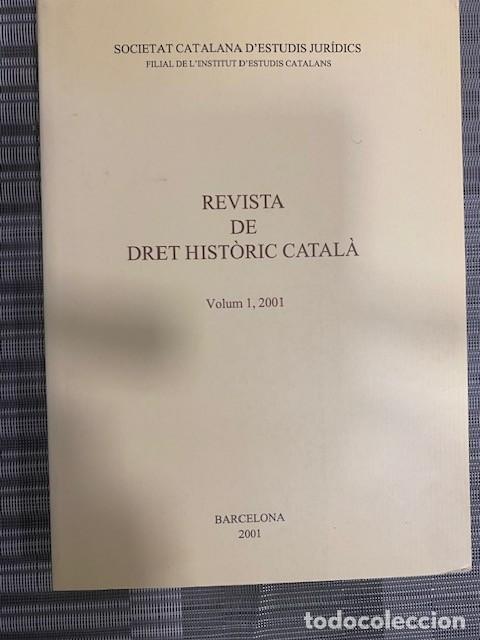 SOCIETAT CATALANA D'ESTUDIS JURÍDICS
FILIAL DE L'INSTITUT D'ESTUDIS CATALANS
REVISTA
DE
DRET HISTÒRIC CATALÀ
Volum 1, 2001
BARCELONA
2001
todocoleccion